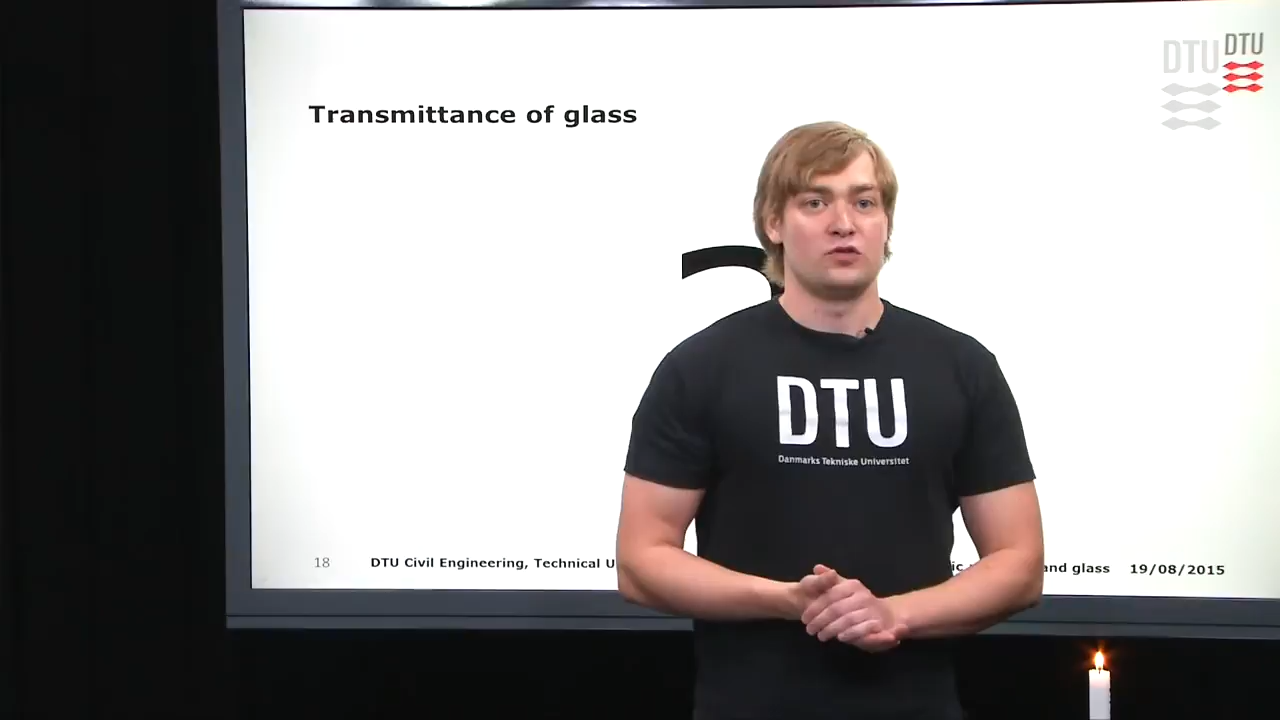 DTU
DTU
Transmittance of glass
DTU
Danmarks Tekniske Universitet
18 DTU Civil Engineering, Technical and glass 19/08/2015